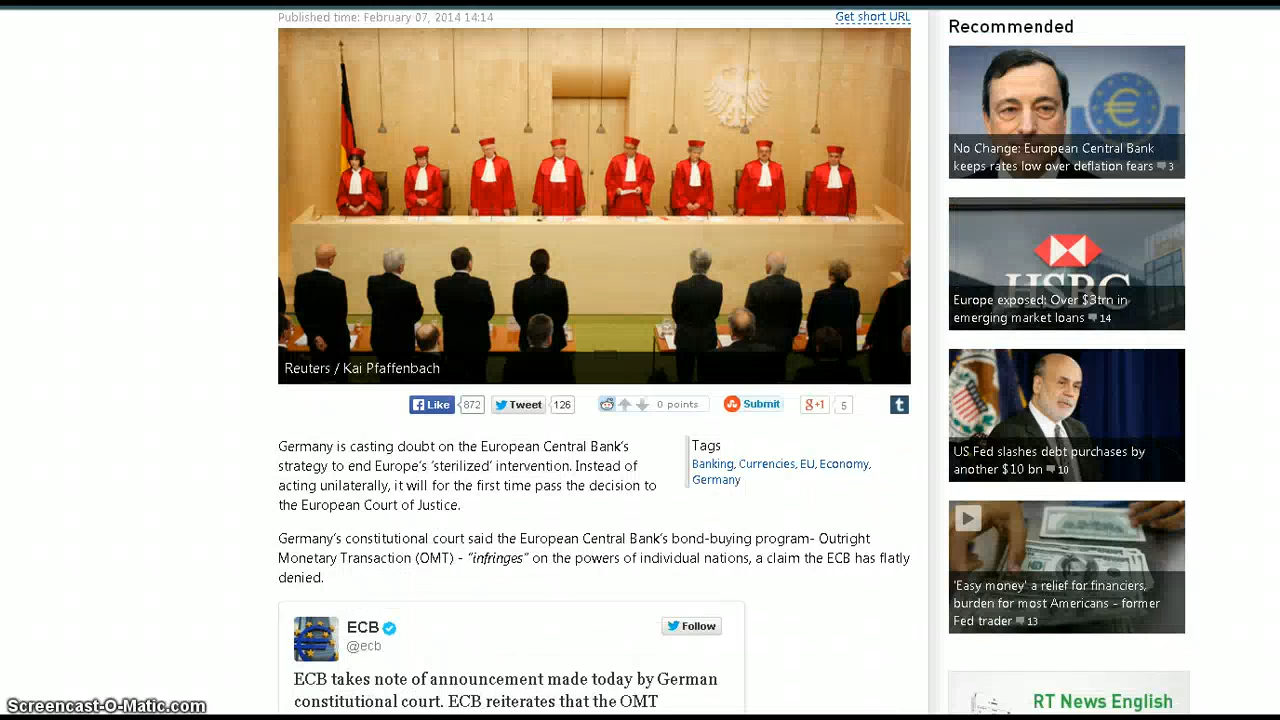 Published time: February 07, 2014 14:14
Get short URL
Reuters / Kai Pfaffenbach
Like 872
Tweet 126
0 points
Submit
g+1 5
t
Germany is casting doubt on the European Central Bank's
strategy to end Europe's 'sterilized' intervention. Instead of
acting unilaterally, it will for the first time pass the decision to
the European Court of Justice.
Tags
Banking, Currencies, EU, Economy,
Germany
Germany's constitutional court said the European Central Bank's bond-buying program- Outright
Monetary Transaction (OMT) - "infringes" on the powers of individual nations, a claim the ECB has flatly
denied.
ECB
@ecb
Follow
ECB takes note of announcement made today by German
constitutional court. ECB reiterates that the OMT
Recommended
No Change: European Central Bank
keeps rates low over deflation fears 3
HSBC
Europe exposed: Over $3trn in
emerging market loans 14
US Fed slashes debt purchases by
another $10 bn 10
'Easy money' a relief for financiers,
burden for most Americans - former
Fed trader 13
RT News English
Screencast-O-Matic.com